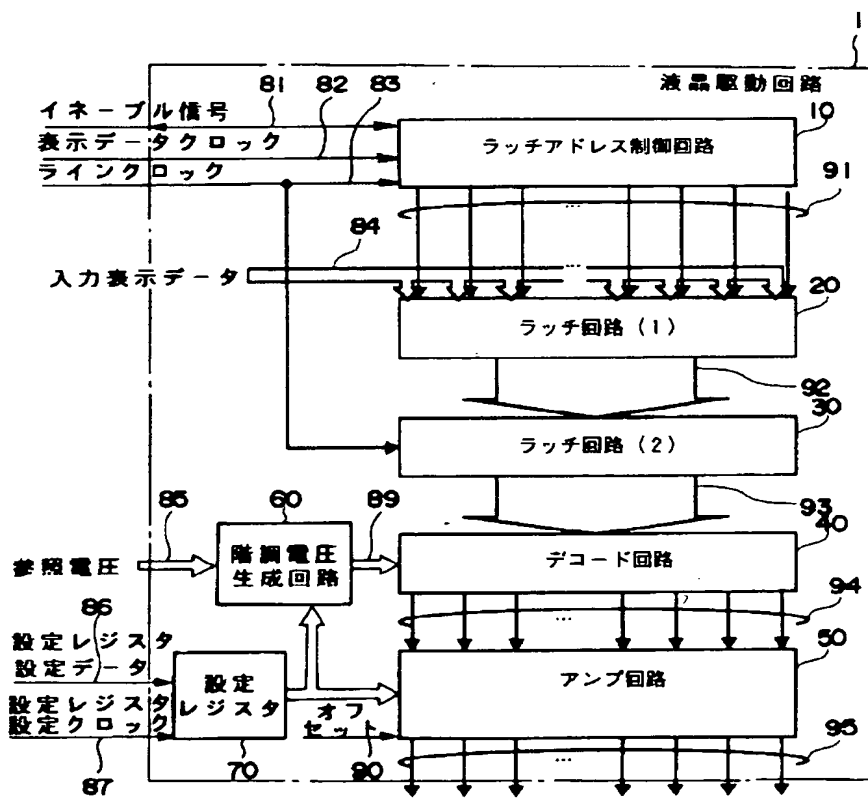 1
液晶駆動回路
81
82
83
イネーブル信号
表示データクロック
ラインクロック
10
ラッチアドレス制御回路
91
...
84
...
入力表示データ
20
ラッチ回路(1)
92
30
ラッチ回路(2)
93
85
60
89
40
参照電圧
階調電圧
生成回路
デコード回路
94
...
86
50
設定レジスタ
設定データ
設定
レジスタ
アンプ回路
設定レジスタ
設定クロック
オフ
セット
87
70
90
95
...